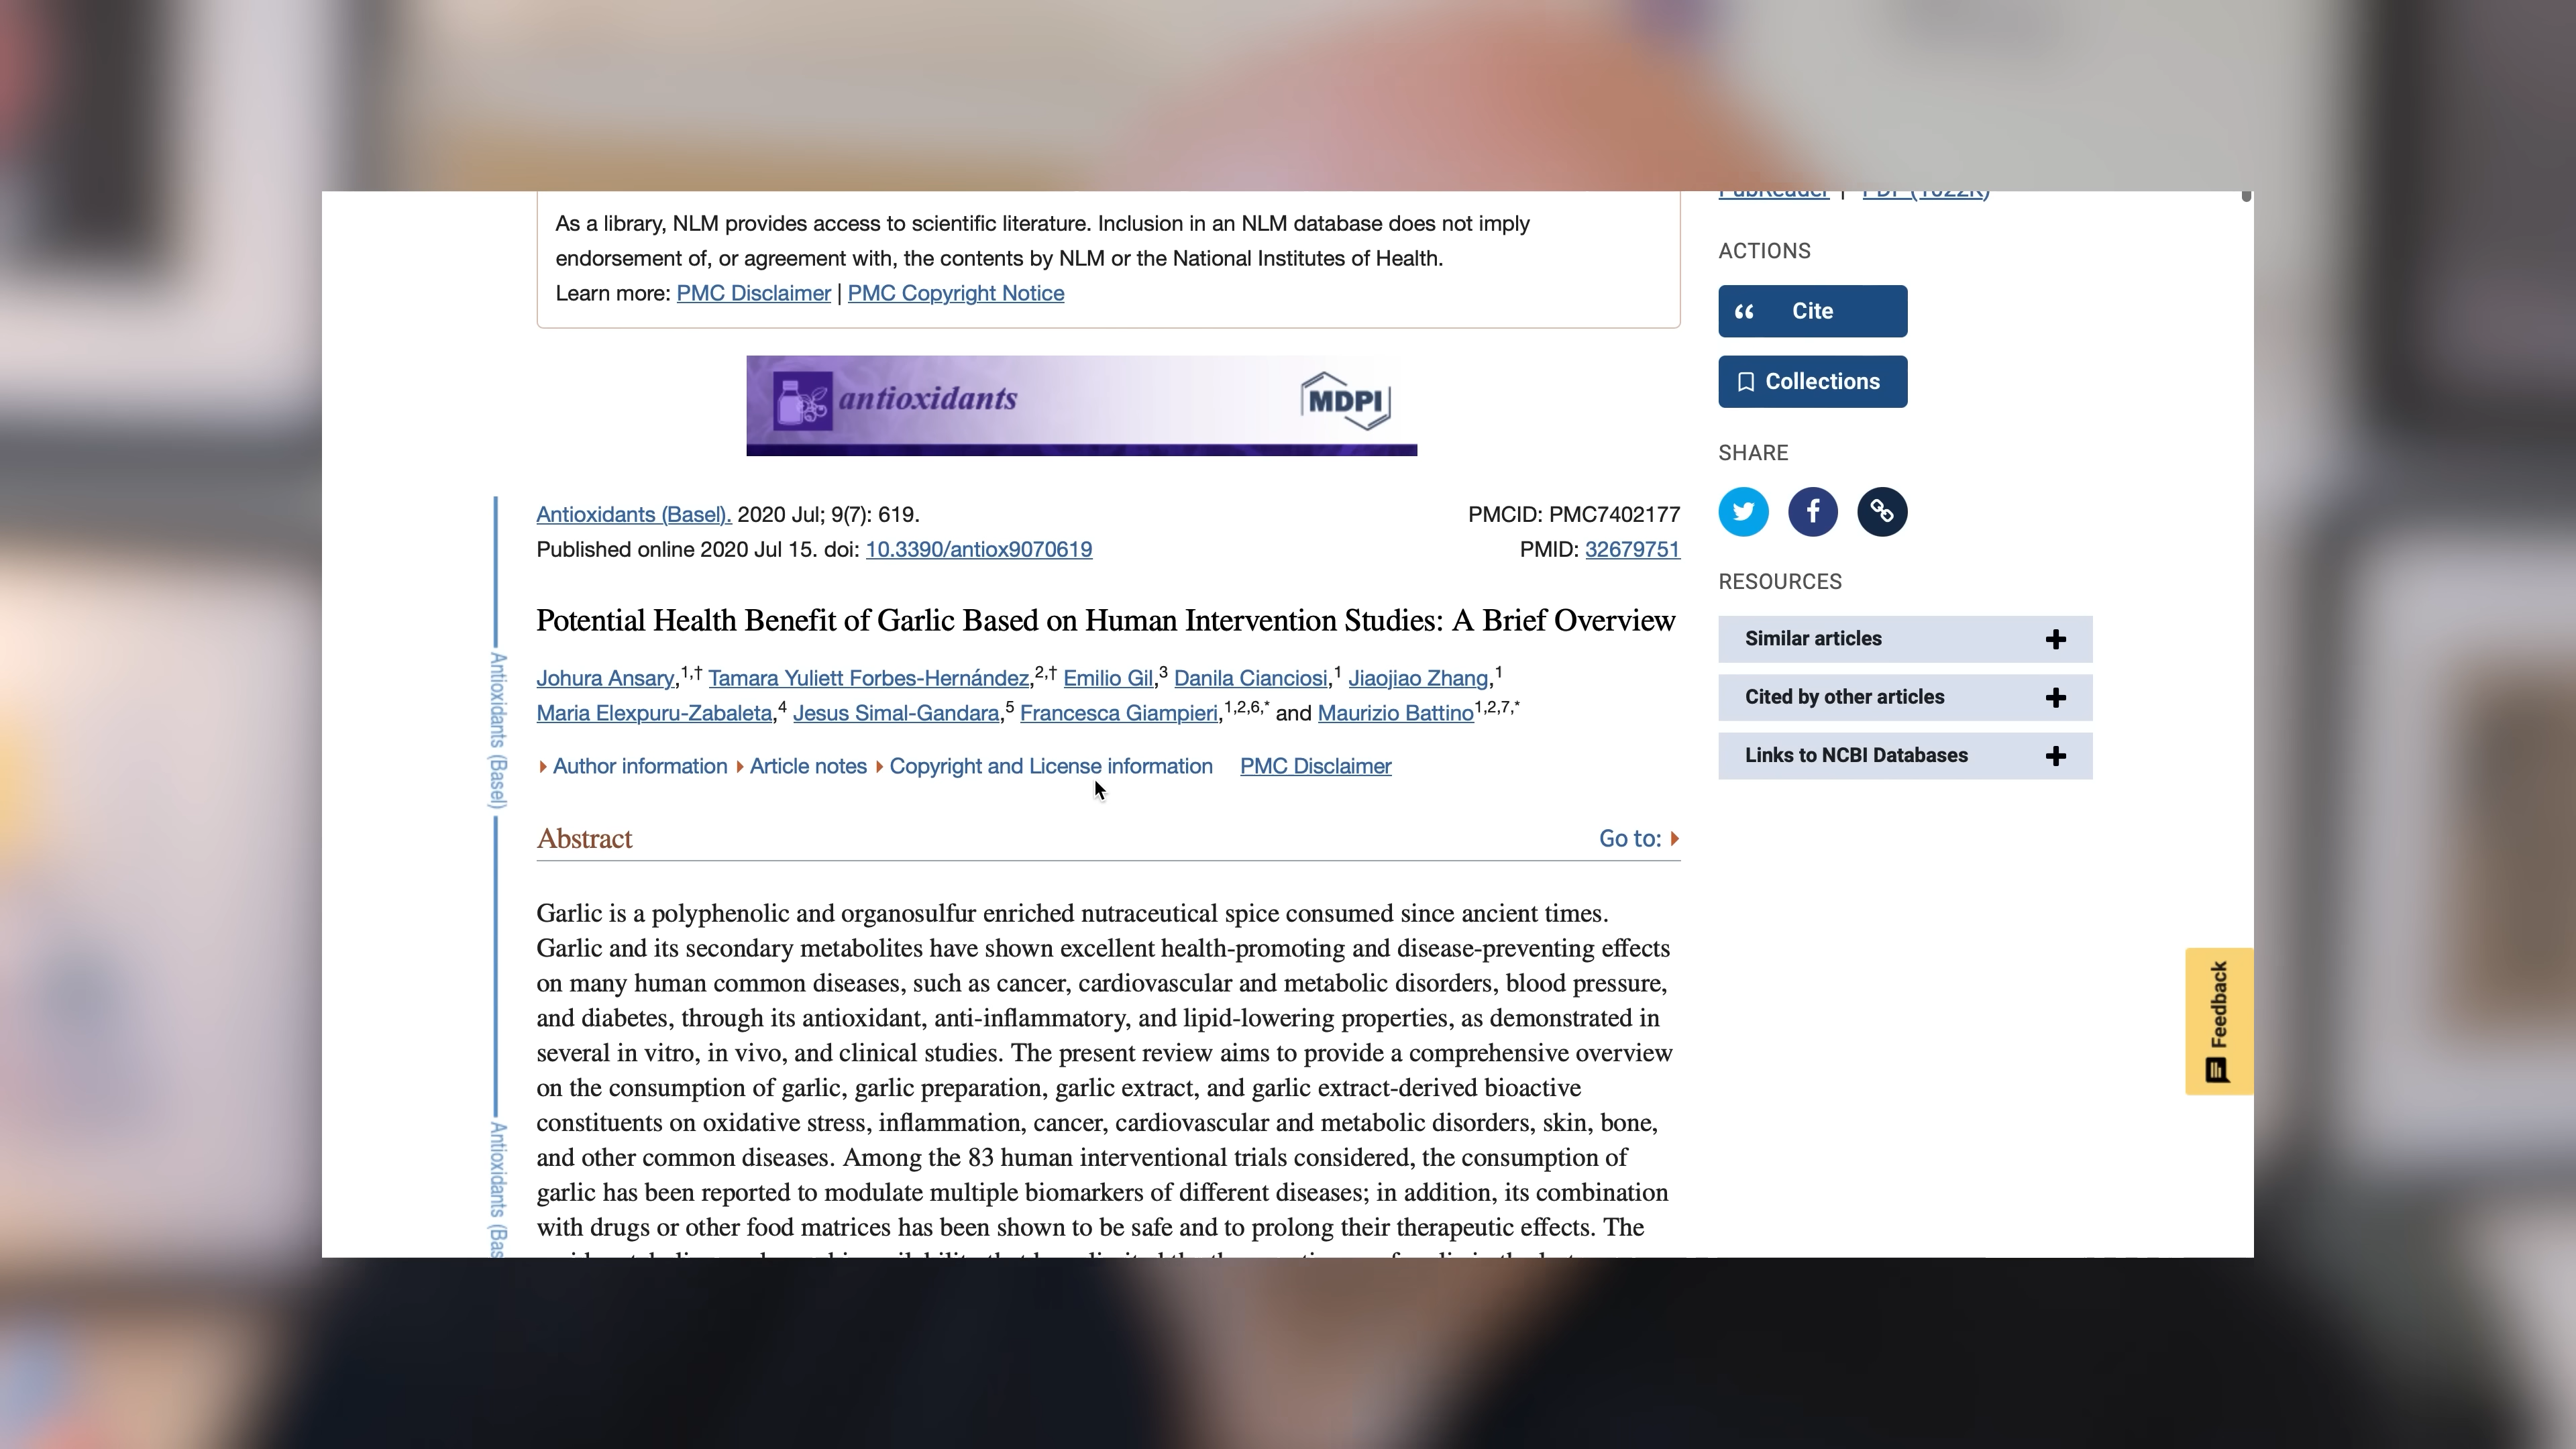 PubReader | PDF (1022K)
As a library, NLM provides access to scientific literature. Inclusion in an NLM database does not imply
endorsement of, or agreement with, the contents by NLM or the National Institutes of Health.
Learn more: PMC Disclaimer | PMC Copyright Notice
antioxidants
MDPI
Antioxidants (Basel). 2020 Jul; 9(7): 619.
PMCID: PMC7402177
Published online 2020 Jul 15. doi: 10.3390/antiox9070619
PMID: 32679751
Potential Health Benefit of Garlic Based on Human Intervention Studies: A Brief Overview
Johura Ansary,1,† Tamara Yuliett Forbes-Hernández,2,† Emilio Gil,3 Danila Cianciosi,1 Jiaojiao Zhang,1
Maria Elexpuru-Zabaleta,4 Jesus Simal-Gandara,5 Francesca Giampieri,1,2,6,* and Maurizio Battino1,2,7,*
Author information Article notes Copyright and License information PMC Disclaimer
Abstract
Go to:
Garlic is a polyphenolic and organosulfur enriched nutraceutical spice consumed since ancient times.
Garlic and its secondary metabolites have shown excellent health-promoting and disease-preventing effects
on many human common diseases, such as cancer, cardiovascular and metabolic disorders, blood pressure,
and diabetes, through its antioxidant, anti-inflammatory, and lipid-lowering properties, as demonstrated in
several in vitro, in vivo, and clinical studies. The present review aims to provide a comprehensive overview
on the consumption of garlic, garlic preparation, garlic extract, and garlic extract-derived bioactive
constituents on oxidative stress, inflammation, cancer, cardiovascular and metabolic disorders, skin, bone,
and other common diseases. Among the 83 human interventional trials considered, the consumption of
garlic has been reported to modulate multiple biomarkers of different diseases; in addition, its combination
with drugs or other food matrices has been shown to be safe and to prolong their therapeutic effects. The
Antioxidants (Basel)
Antioxidants (Bas
ACTIONS
Cite
Collections
SHARE
RESOURCES
Similar articles
Cited by other articles
Links to NCBI Databases
Feedback